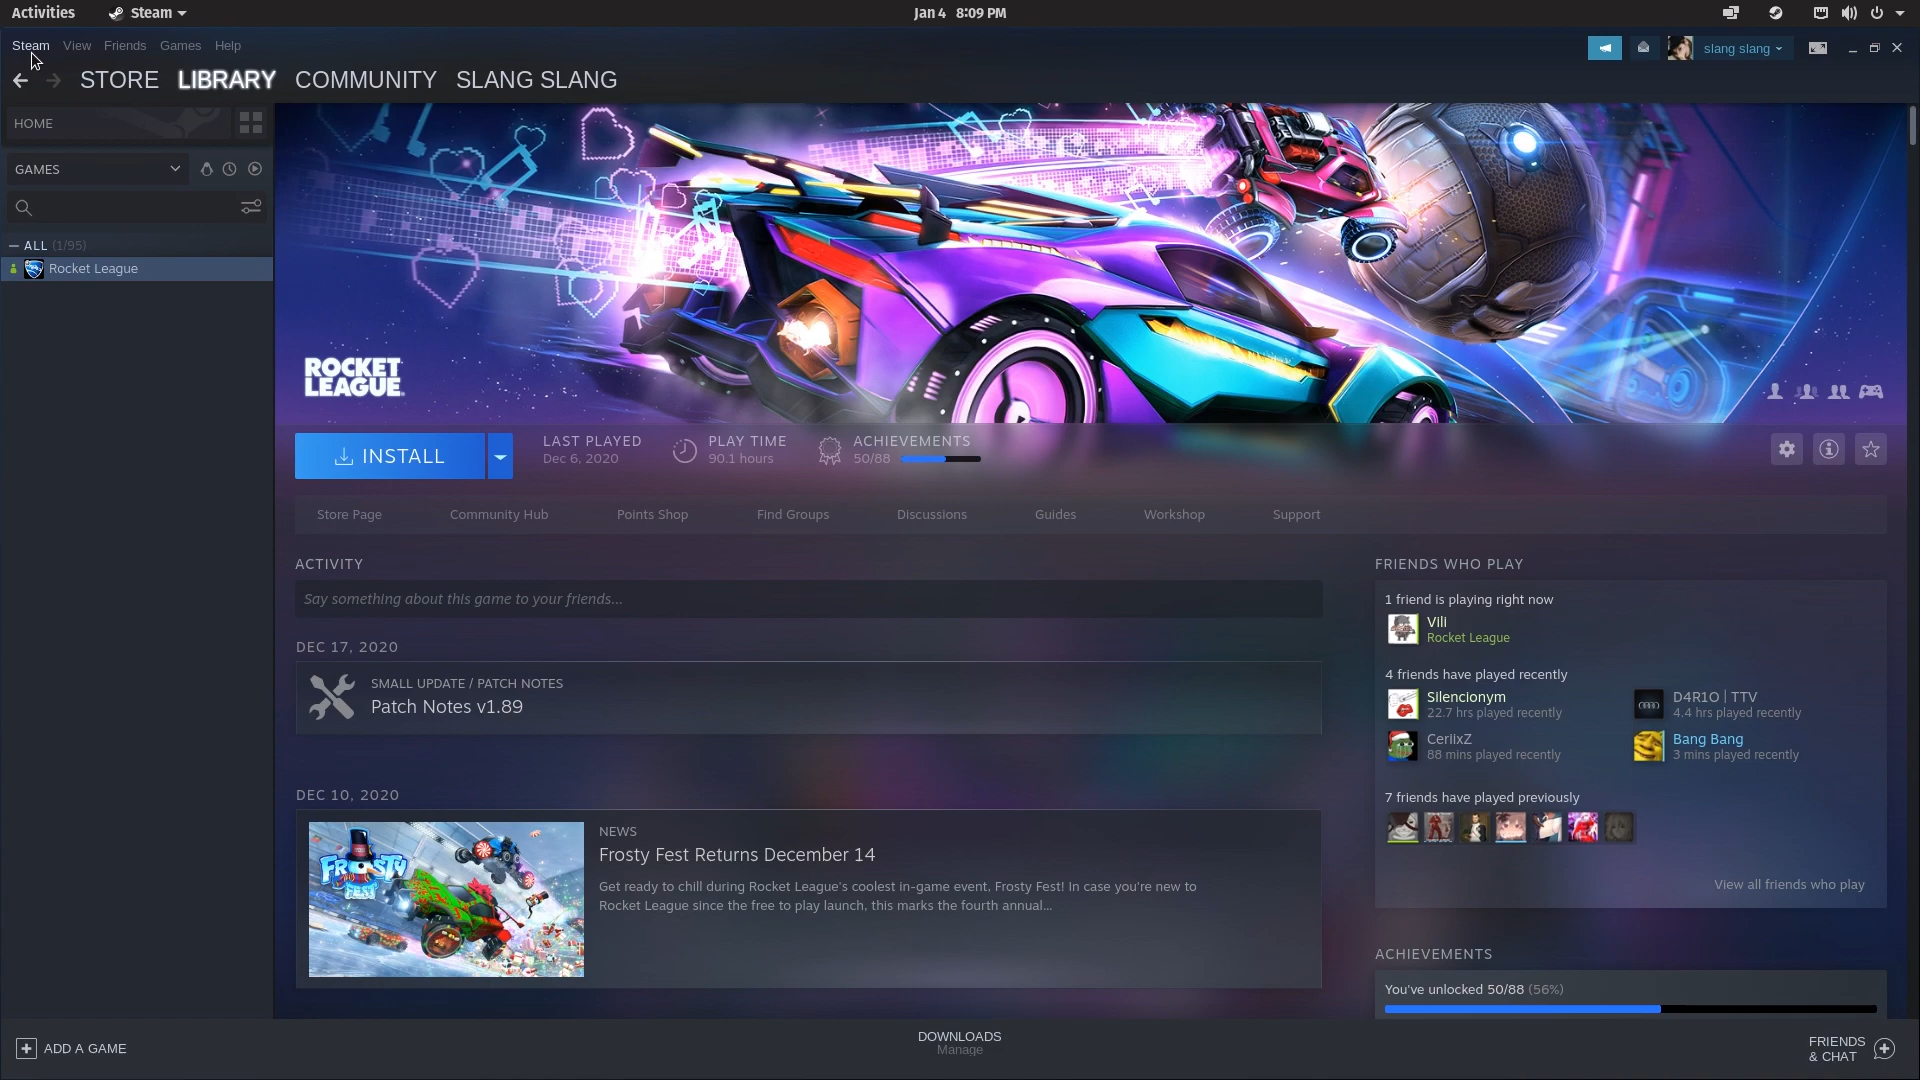 Activities
Steam
Jan 4 8:09 PM
Steam View Friends Games Help
slang slang
STORE LIBRARY COMMUNITY SLANG SLANG
HOME
GAMES
ALL (1/95)
Rocket League
ROCKET
LEAGUE
INSTALL
LAST PLAYED
Dec 6, 2020
PLAY TIME
90.1 hours
ACHIEVEMENTS
50/88
Store Page Community Hub Points Shop Find Groups Discussions Guides Workshop Support
ACTIVITY
Say something about this game to your friends...
DEC 17, 2020
SMALL UPDATE / PATCH NOTES
Patch Notes v1.89
DEC 10, 2020
FROSTY
FEST
NEWS
Frosty Fest Returns December 14
Get ready to chill during Rocket League's coolest in-game event, Frosty Fest! In case you're new to
Rocket League since the free to play launch, this marks the fourth annual...
FRIENDS WHO PLAY
1 friend is playing right now
Vili
Rocket League
4 friends have played recently
Silencionym
22.7 hrs played recently
D4R1O | TTV
4.4 hrs played recently
CeriixZ
88 mins played recently
Bang Bang
3 mins played recently
7 friends have played previously
View all friends who play
ACHIEVEMENTS
You've unlocked 50/88 (56%)
ADD A GAME
DOWNLOADS
Manage
FRIENDS
& CHAT